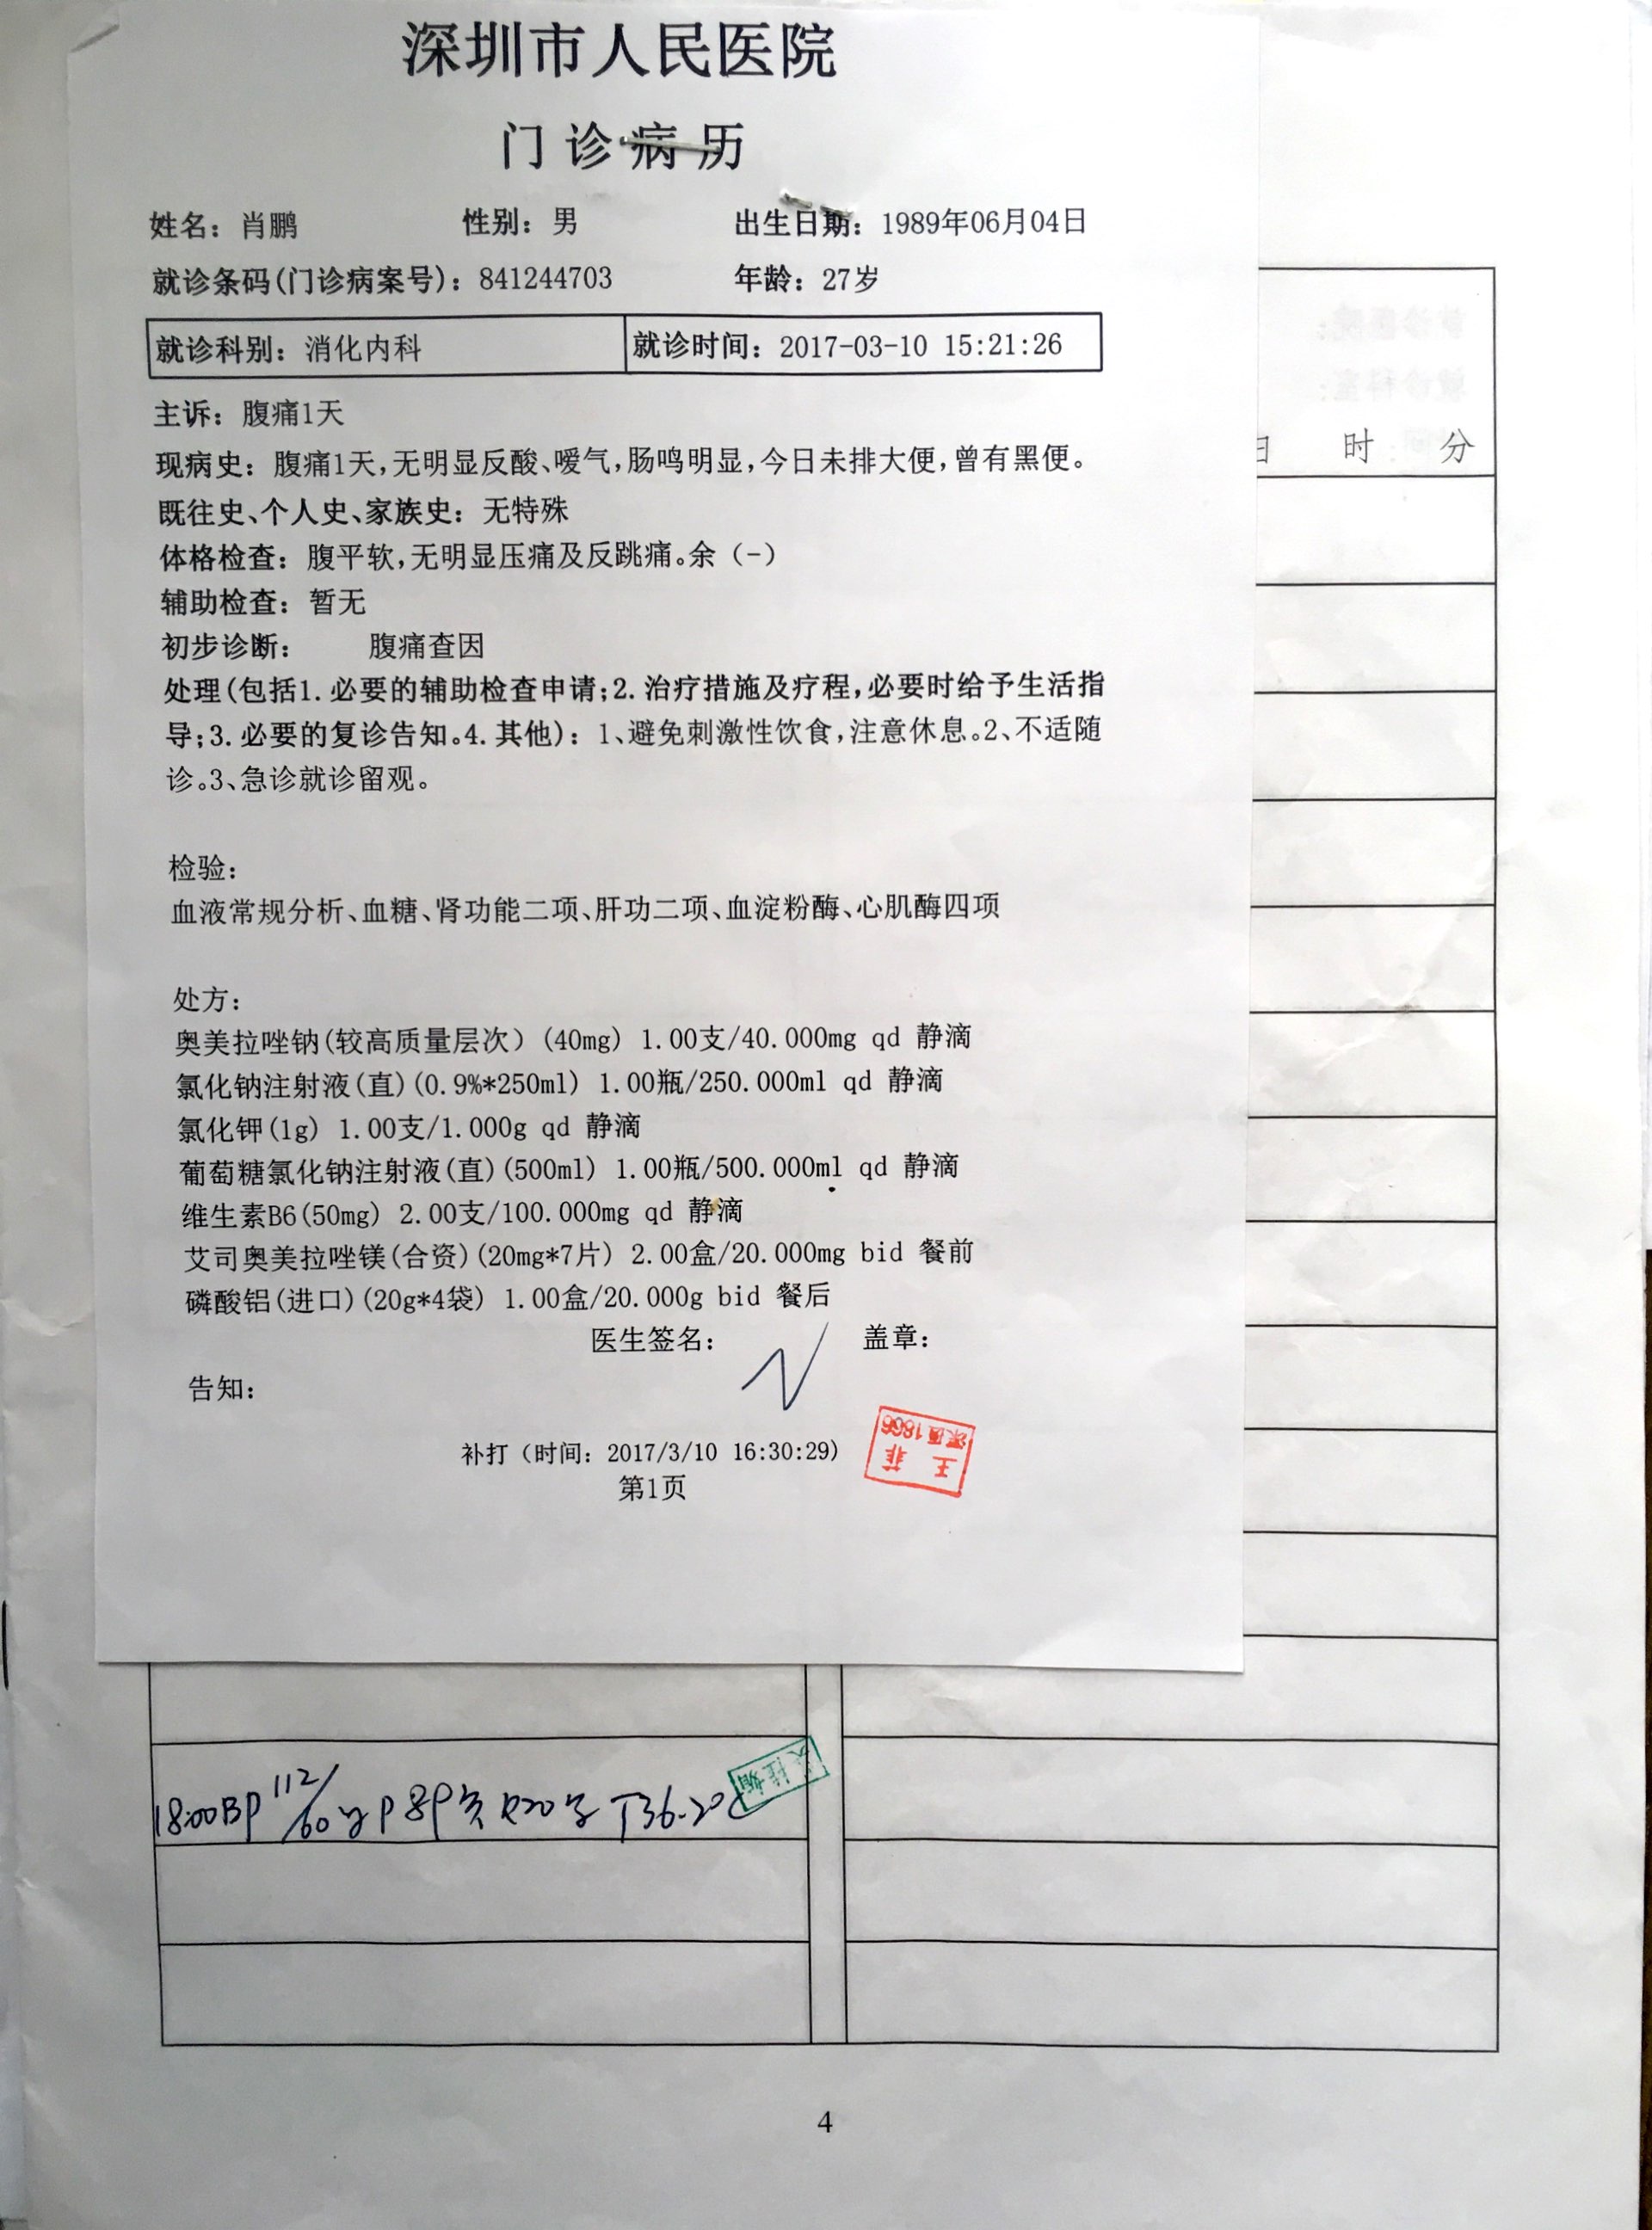 深圳市人民医院
门诊病历
姓名：肖鹏 性别：男 出生日期：1989年06月04日
就诊条码(门诊病案号)：841244703 年龄：27岁
就诊科别：消化内科 就诊时间：2017-03-10 15:21:26
主诉：腹痛1天
现病史：腹痛1天,无明显反酸、嗳气,肠鸣明显,今日未排大便,曾有黑便。
既往史、个人史、家族史：无特殊
体格检查：腹平软,无明显压痛及反跳痛。余（-）
辅助检查：暂无
初步诊断： 腹痛查因
处理(包括1.必要的辅助检查申请;2.治疗措施及疗程,必要时给予生活指
导;3.必要的复诊告知。4.其他)：1、避免刺激性饮食,注意休息。2、不适随
诊。3、急诊就诊留观。
检验：
血液常规分析、血糖、肾功能二项、肝功二项、血淀粉酶、心肌酶四项
处方：
奥美拉唑钠(较高质量层次）(40mg) 1.00支/40.000mg qd 静滴
氯化钠注射液(直)(0.9%*250ml) 1.00瓶/250.000ml qd 静滴
氯化钾(1g) 1.00支/1.000g qd 静滴
葡萄糖氯化钠注射液(直)(500ml) 1.00瓶/500.000ml qd 静滴
维生素B6(50mg) 2.00支/100.000mg qd 静滴
艾司奥美拉唑镁(合资)(20mg*7片) 2.00盒/20.000mg bid 餐前
磷酸铝(进口)(20g*4袋) 1.00盒/20.000g bid 餐后
医生签名： 盖章：
告知：
王菲
补打（时间：2017/3/10 16:30:29）
第1页
时 分
18:00 BP 112/60 R20 T36.2℃
4